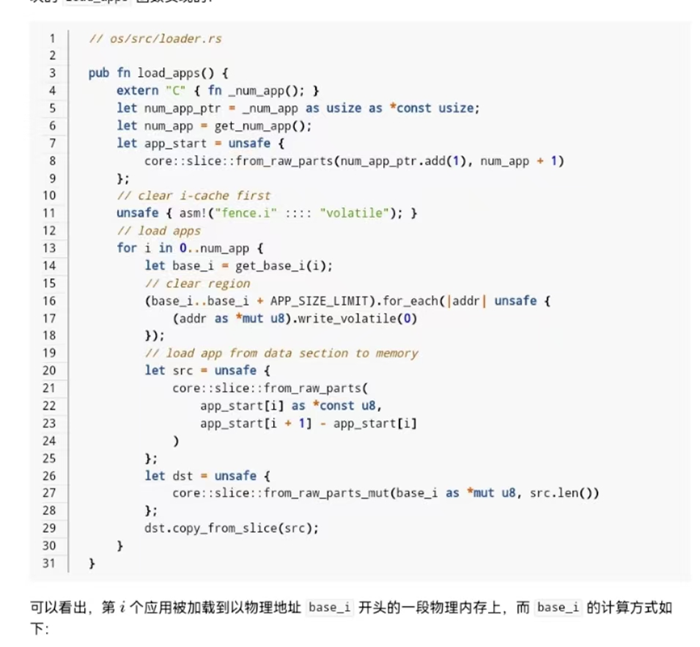 块的 load_apps 函数实现的：
1 // os/src/loader.rs
2
3 pub fn load_apps() {
4     extern "C" { fn _num_app(); }
5     let num_app_ptr = _num_app as usize as *const usize;
6     let num_app = get_num_app();
7     let app_start = unsafe {
8         core::slice::from_raw_parts(num_app_ptr.add(1), num_app + 1)
9     };
10     // clear i-cache first
11     unsafe { asm!("fence.i" :::: "volatile"); }
12     // load apps
13     for i in 0..num_app {
14         let base_i = get_base_i(i);
15         // clear region
16         (base_i..base_i + APP_SIZE_LIMIT).for_each(|addr| unsafe {
17             (addr as *mut u8).write_volatile(0)
18         });
19         // load app from data section to memory
20         let src = unsafe {
21             core::slice::from_raw_parts(
22                 app_start[i] as *const u8,
23                 app_start[i + 1] - app_start[i]
24             )
25         };
26         let dst = unsafe {
27             core::slice::from_raw_parts_mut(base_i as *mut u8, src.len())
28         };
29         dst.copy_from_slice(src);
30     }
31 }
可以看出，第 i 个应用被加载到以物理地址 base_i 开头的一段物理内存上，而 base_i 的计算方式如
下：